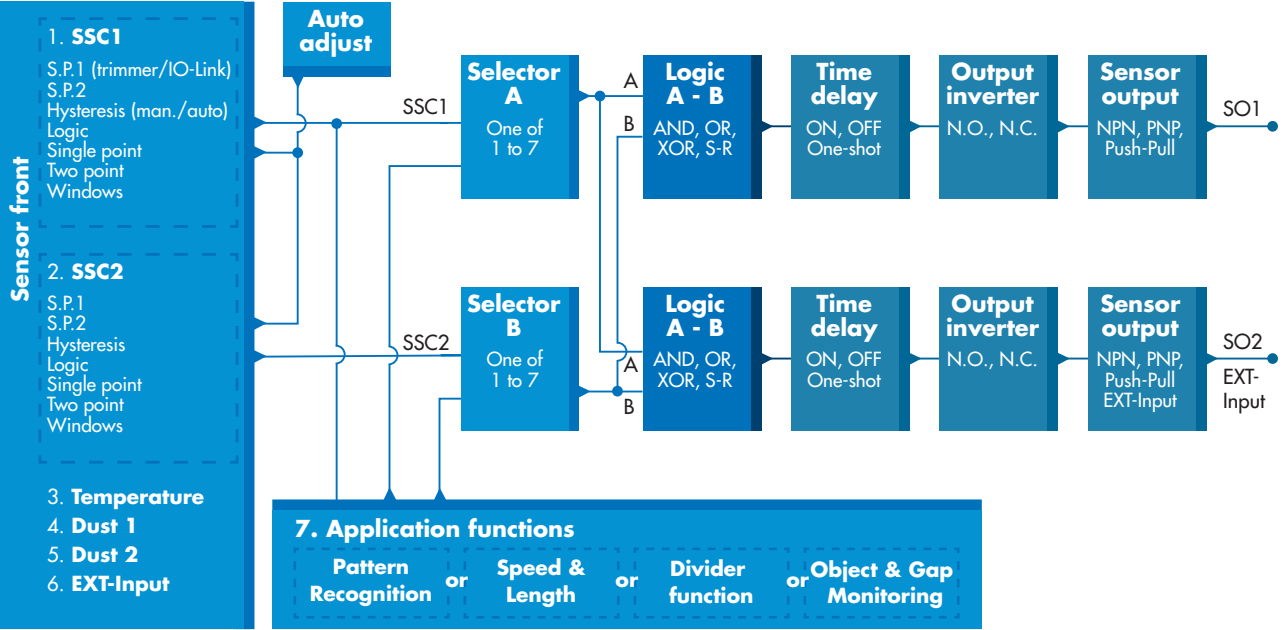 Sensor front
1. SSC1
S.P.1 (trimmer/IO-Link)
S.P.2
Hysteresis (man./auto)
Logic
Single point
Two point
Windows
2. SSC2
S.P.1
S.P.2
Hysteresis
Logic
Single point
Two point
Windows
3. Temperature
4. Dust 1
5. Dust 2
6. EXT-Input
Auto
adjust
SSC1
Selector
A
One of
1 to 7
A
B
Logic
A - B
AND, OR,
XOR, S-R
Time
delay
ON, OFF
One-shot
Output
inverter
N.O., N.C.
Sensor
output
NPN, PNP,
Push-Pull
SO1
SSC2
Selector
B
One of
1 to 7
A
B
Logic
A - B
AND, OR,
XOR, S-R
Time
delay
ON, OFF
One-shot
Output
inverter
N.O., N.C.
Sensor
output
NPN, PNP,
Push-Pull
EXT-Input
SO2
EXT-
Input
7. Application functions
Pattern
Recognition
or
Speed &
Length
or
Divider
function
or
Object & Gap
Monitoring